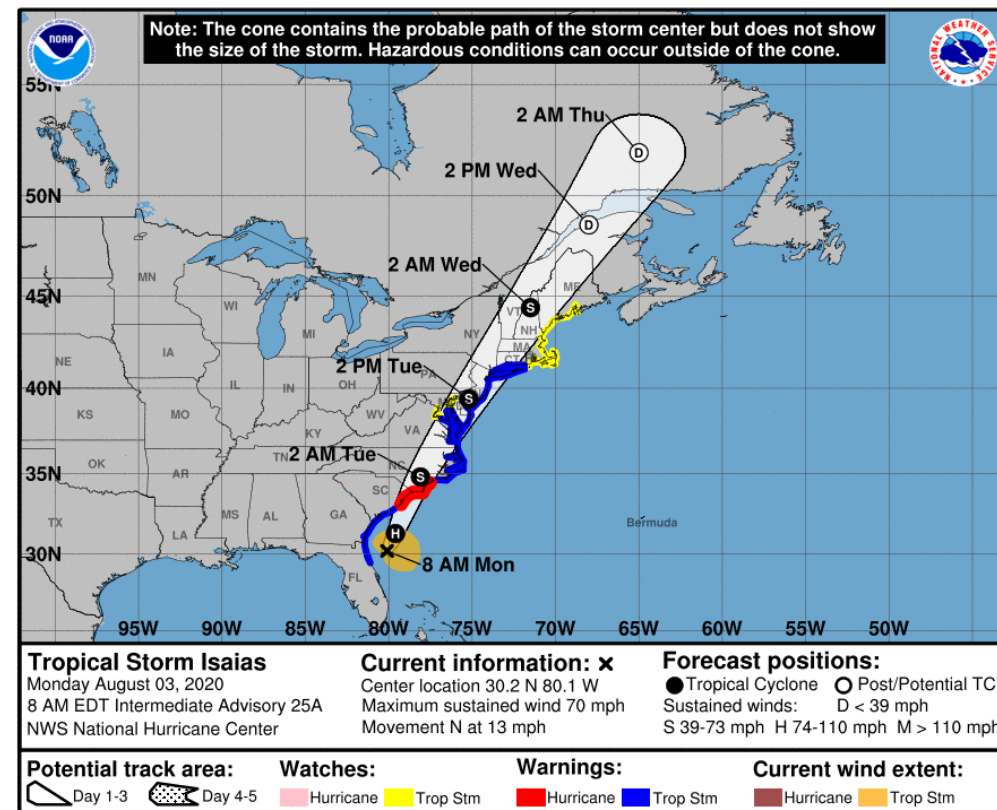 Note: The cone contains the probable path of the storm center but does not show
the size of the storm. Hazardous conditions can occur outside of the cone.
NOAA
NATIONAL WEATHER SERVICE
55N
2 AM Thu
D
2 PM Wed
50N
D
2 AM Wed
MN
45N
S
ME
VT
WI
NH
NY
MI
MA
CT
NE
IA
2 PM Tue
PA
40N
IL
IN
OH
S
KS
MO
WV
VA
KY
2 AM Tue
NC
35N
TN
S
OK
AR
SC
TX
MS
AL
GA
Bermuda
LA
H
30N
8 AM Mon
FL
95W 90W 85W 80W 75W 70W 65W 60W 55W 50W
Tropical Storm Isaias
Monday August 03, 2020
8 AM EDT Intermediate Advisory 25A
NWS National Hurricane Center
Current information: ×
Center location 30.2 N 80.1 W
Maximum sustained wind 70 mph
Movement N at 13 mph
Forecast positions:
Tropical Cyclone Post/Potential TC
Sustained winds: D < 39 mph
S 39-73 mph H 74-110 mph M > 110 mph
Potential track area:
Day 1-3 Day 4-5
Watches:
Hurricane Trop Stm
Warnings:
Hurricane Trop Stm
Current wind extent:
Hurricane Trop Stm